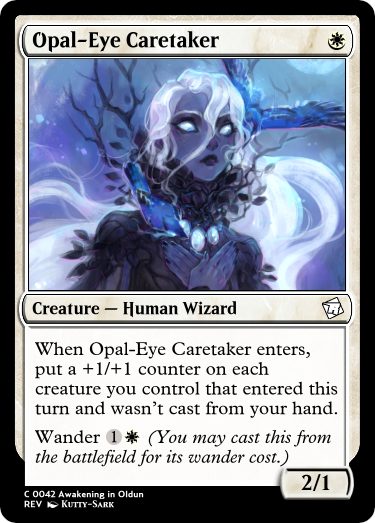 Opal-Eye Caretaker
Creature — Human Wizard
When Opal-Eye Caretaker enters,
put a +1/+1 counter on each
creature you control that entered this
turn and wasn't cast from your hand.
Wander 1 (You may cast this from
the battlefield for its wander cost.)
2/1
C 0042 Awakening in Oldun
REV Kutty-Sark